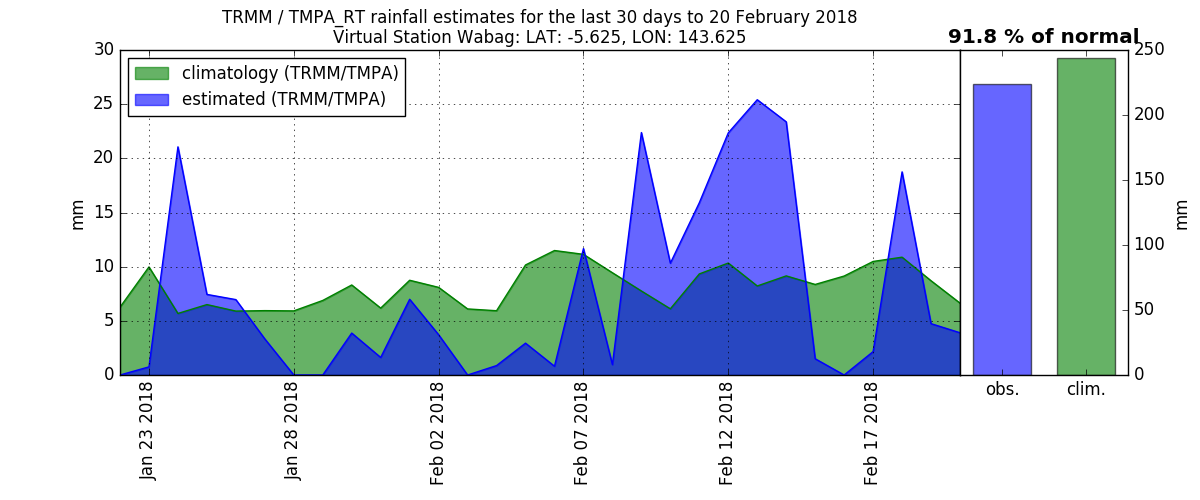 TRMM / TMPA_RT rainfall estimates for the last 30 days to 20 February 2018
Virtual Station Wabag: LAT: -5.625, LON: 143.625
91.8 % of normal
climatology (TRMM/TMPA)
estimated (TRMM/TMPA)
30
25
20
15
10
5
0
mm
Jan 23 2018
Jan 28 2018
Feb 02 2018
Feb 07 2018
Feb 12 2018
Feb 17 2018
obs.
clim.
250
200
150
100
50
0
mm